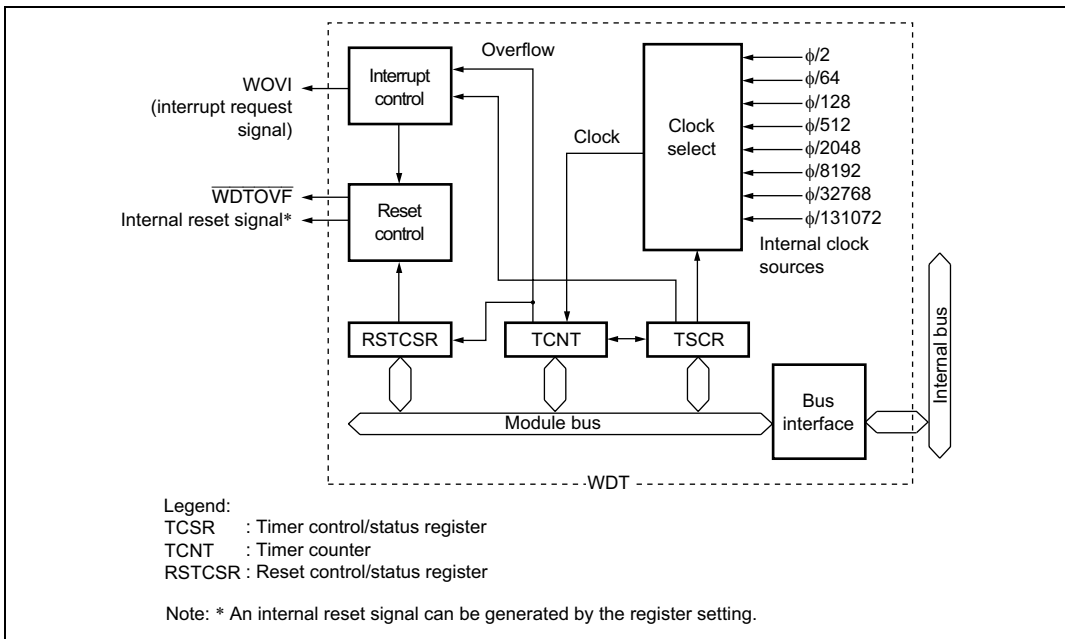 Overflow
Interrupt
control
WOVI
(interrupt request
signal)
WDTOVF
Internal reset signal*
Reset
control
Clock
Clock
select
ϕ/2
ϕ/64
ϕ/128
ϕ/512
ϕ/2048
ϕ/8192
ϕ/32768
ϕ/131072
Internal clock
sources
RSTCSR
TCNT
TSCR
Module bus
Bus
interface
Internal bus
WDT
Legend:
TCSR : Timer control/status register
TCNT : Timer counter
RSTCSR : Reset control/status register
Note: * An internal reset signal can be generated by the register setting.